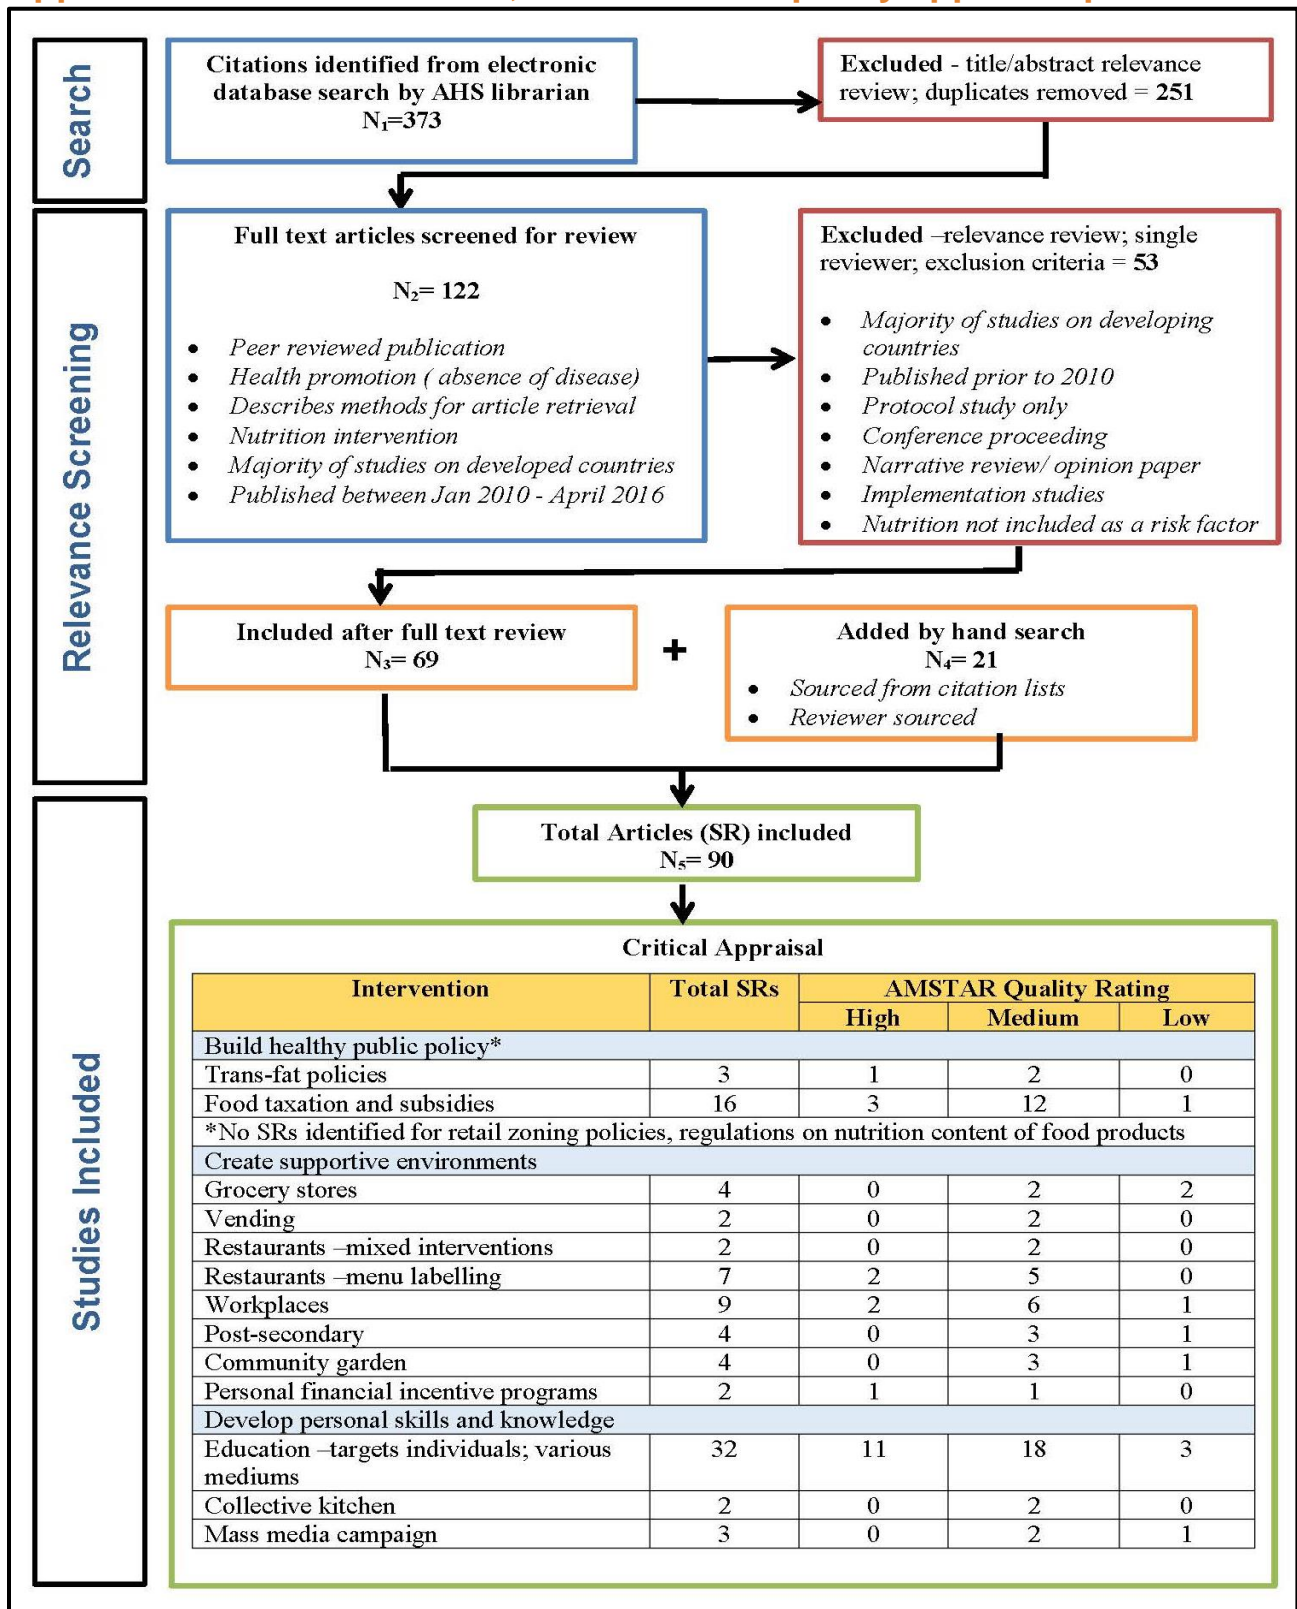 Search
Citations identified from electronic
database search by AHS librarian
N₁=373
Excluded - title/abstract relevance
review; duplicates removed = 251
Relevance Screening
Full text articles screened for review
N₂= 122
• Peer reviewed publication
• Health promotion ( absence of disease)
• Describes methods for article retrieval
• Nutrition intervention
• Majority of studies on developed countries
• Published between Jan 2010 - April 2016
Excluded –relevance review; single
reviewer; exclusion criteria = 53
• Majority of studies on developing
countries
• Published prior to 2010
• Protocol study only
• Conference proceeding
• Narrative review/ opinion paper
• Implementation studies
• Nutrition not included as a risk factor
Included after full text review
N₃= 69
+
Added by hand search
N₄= 21
• Sourced from citation lists
• Reviewer sourced
Studies Included
Total Articles (SR) included
N₅= 90
Critical Appraisal
Intervention Total SRs AMSTAR Quality Rating
High Medium Low
Build healthy public policy*
Trans-fat policies 3 1 2 0
Food taxation and subsidies 16 3 12 1
*No SRs identified for retail zoning policies, regulations on nutrition content of food products
Create supportive environments
Grocery stores 4 0 2 2
Vending 2 0 2 0
Restaurants –mixed interventions 2 0 2 0
Restaurants –menu labelling 7 2 5 0
Workplaces 9 2 6 1
Post-secondary 4 0 3 1
Community garden 4 0 3 1
Personal financial incentive programs 2 1 1 0
Develop personal skills and knowledge
Education –targets individuals; various 32 11 18 3
mediums
Collective kitchen 2 0 2 0
Mass media campaign 3 0 2 1